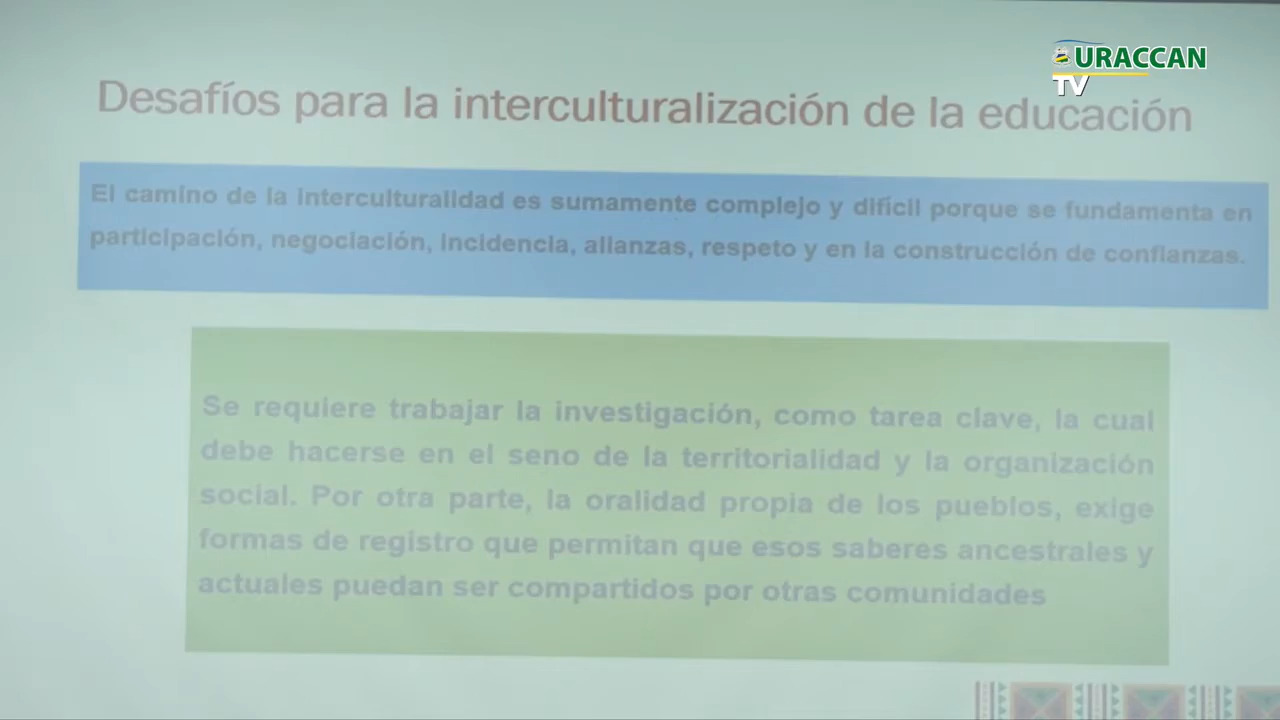 URACCAN
TV
Desafíos para la interculturalización de la educación
El camino de la interculturalidad es sumamente complejo y difícil porque se fundamenta en
participación, negociación, incidencia, alianzas, respeto y en la construcción de confianzas.
Se requiere trabajar la investigación, como tarea clave, la cual
debe hacerse en el seno de la territorialidad y la organización
social. Por otra parte, la oralidad propia de los pueblos, exige
formas de registro que permitan que esos saberes ancestrales y
actuales puedan ser compartidos por otras comunidades